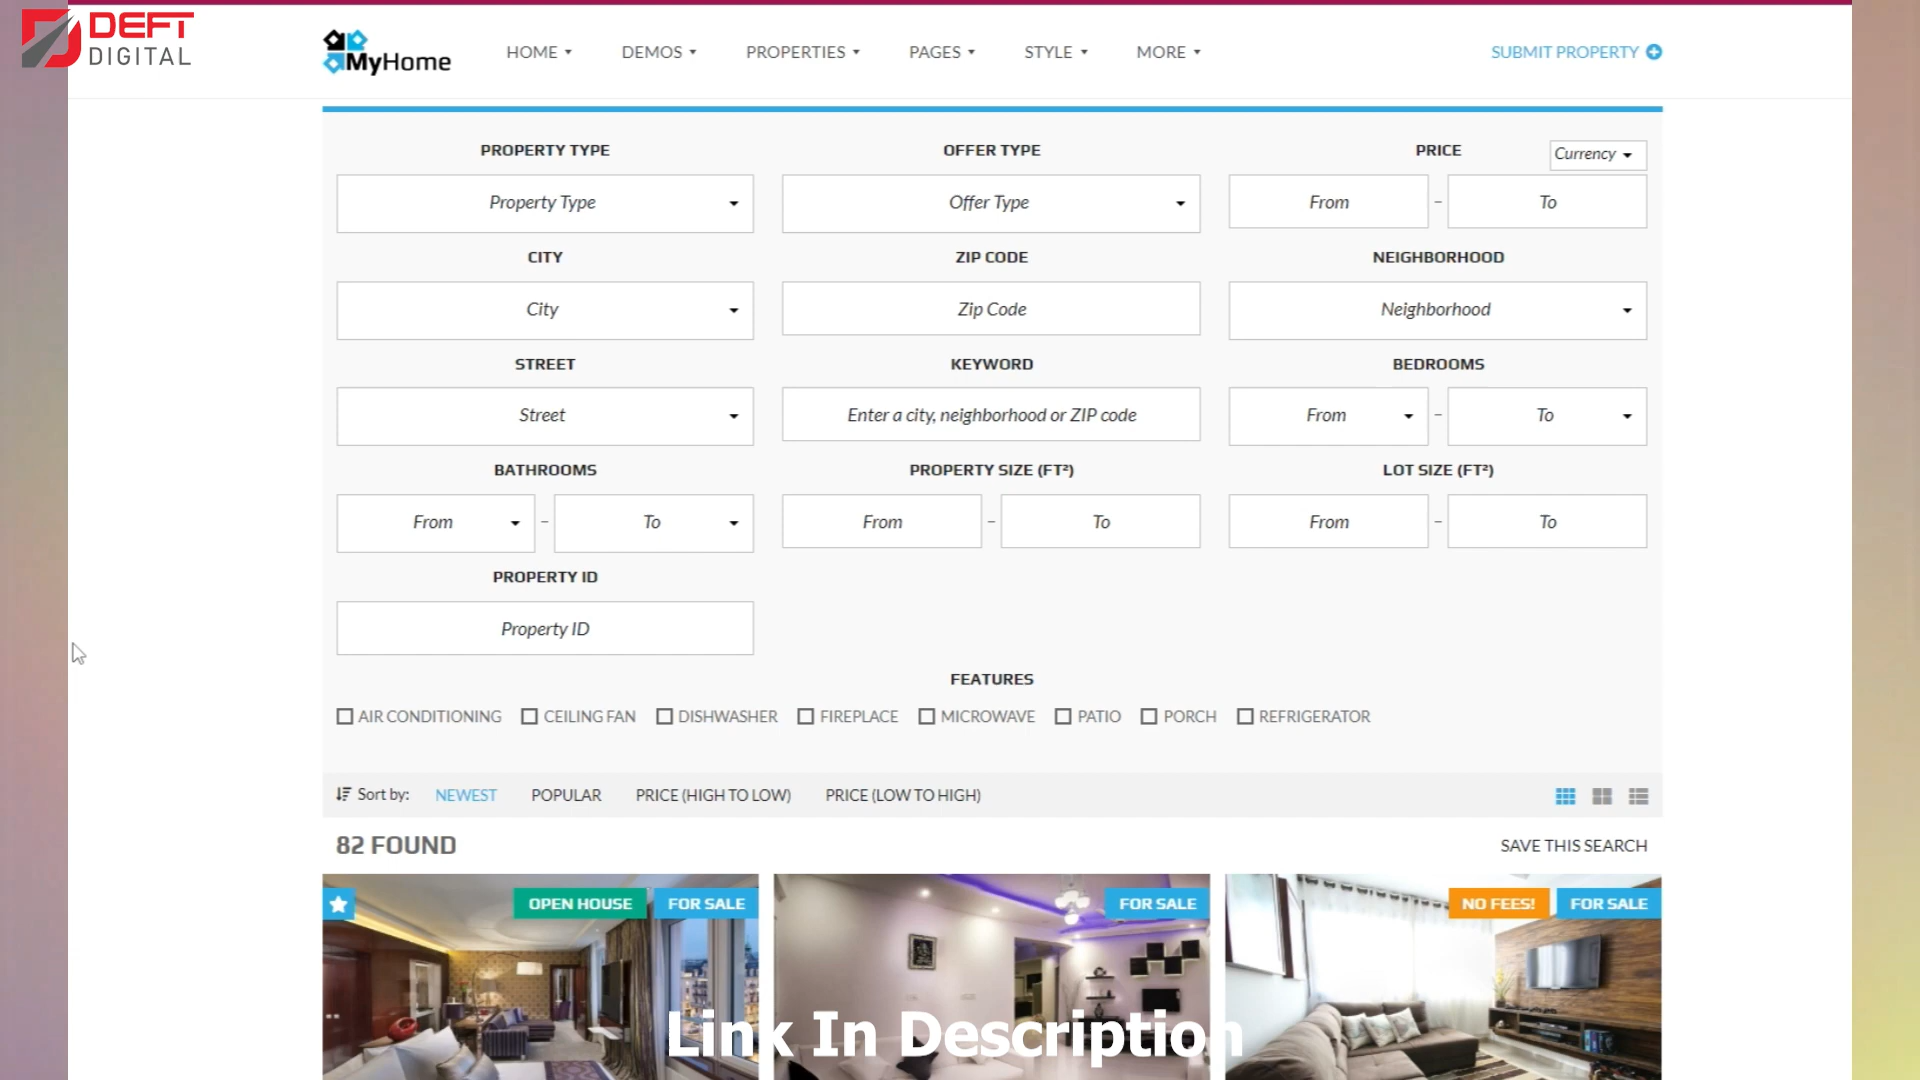 DEFT
DIGITAL
MyHome
HOME DEMOS PROPERTIES PAGES STYLE MORE SUBMIT PROPERTY
PROPERTY TYPE OFFER TYPE PRICE Currency
Property Type Offer Type From – To
CITY ZIP CODE NEIGHBORHOOD
City Zip Code Neighborhood
STREET KEYWORD BEDROOMS
Street Enter a city, neighborhood or ZIP code From – To
BATHROOMS PROPERTY SIZE (FT²) LOT SIZE (FT²)
From – To From – To From – To
PROPERTY ID
Property ID
FEATURES
AIR CONDITIONING CEILING FAN DISHWASHER FIREPLACE MICROWAVE PATIO PORCH REFRIGERATOR
Sort by: NEWEST POPULAR PRICE (HIGH TO LOW) PRICE (LOW TO HIGH)
82 FOUND SAVE THIS SEARCH
OPEN HOUSE FOR SALE FOR SALE NO FEES! FOR SALE
Link In Description